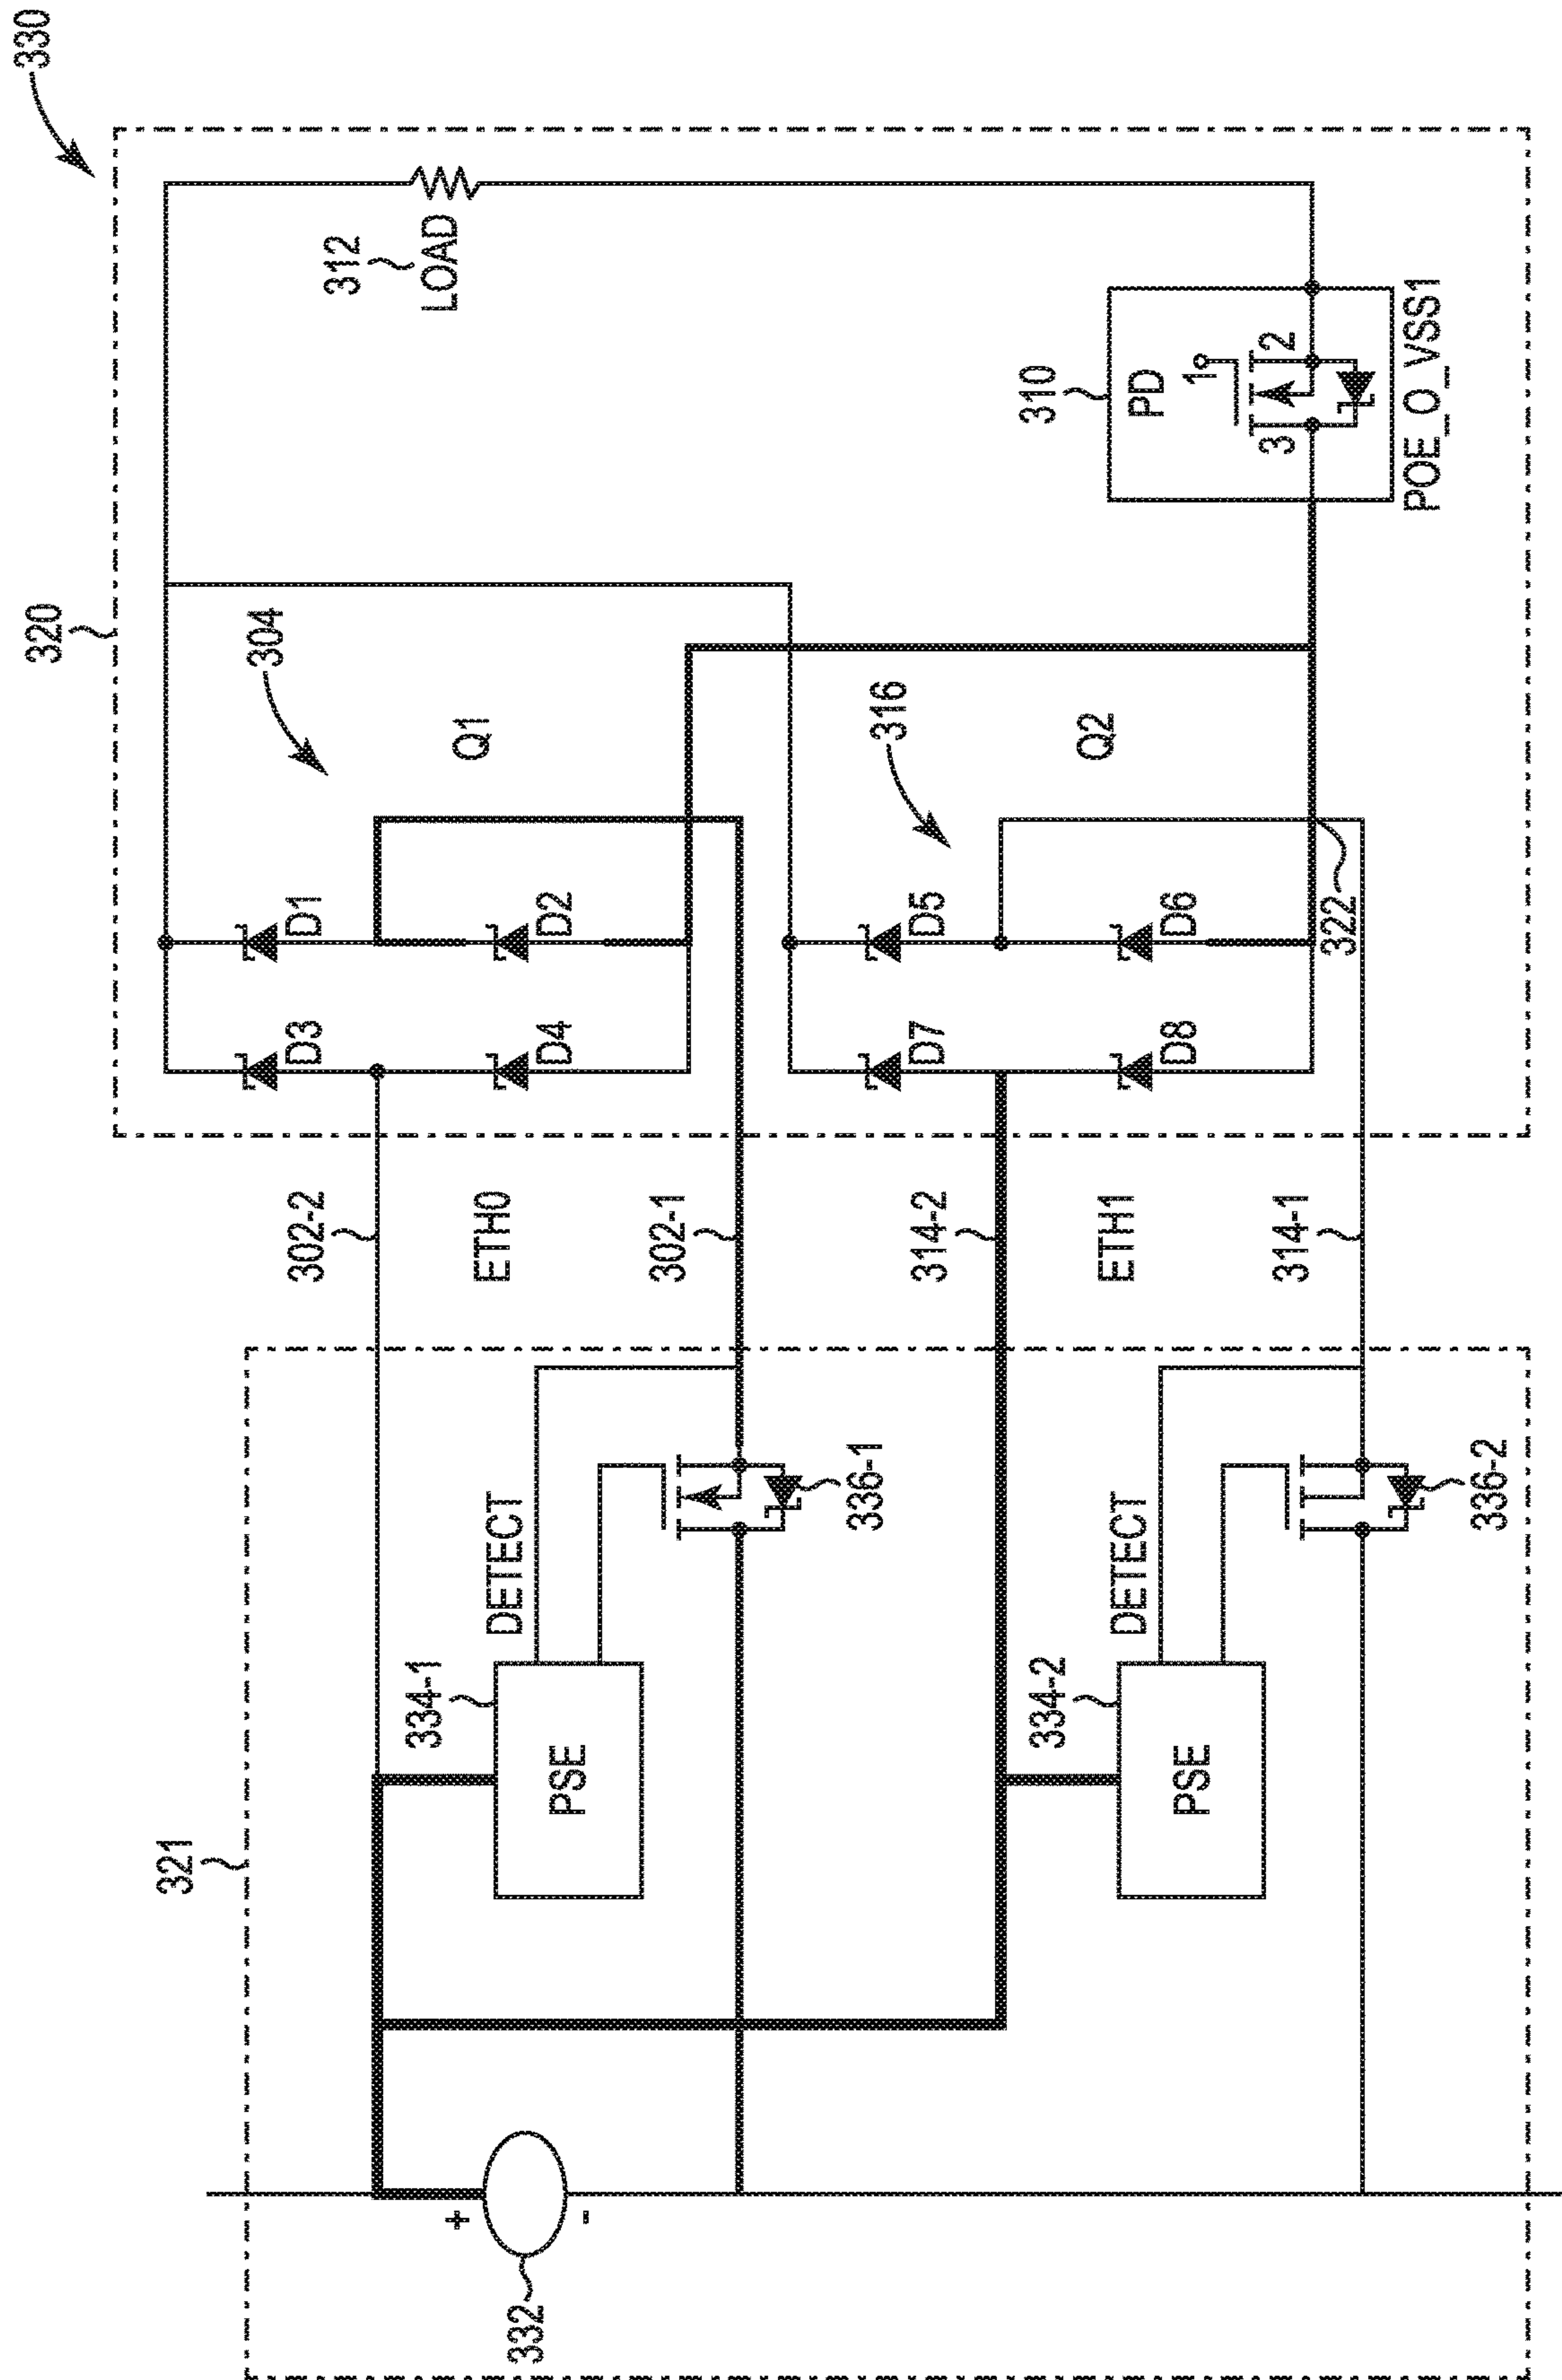 330
320
304
Q1
312
LOAD
316
Q2
310
PD
1
2
3
POE_O_VSS1
D1
D2
D3
D4
D5
D6
D7
D8
322
302-2
ETH0
302-1
314-2
ETH1
314-1
321
334-1
PSE
DETECT
336-1
334-2
PSE
DETECT
336-2
+
-
332